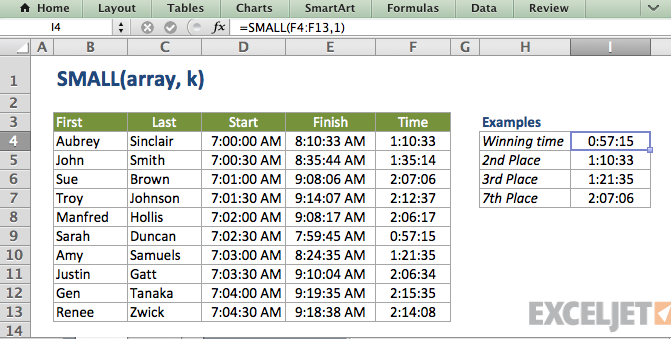 Home Layout Tables Charts SmartArt Formulas Data Review
I4 fx =SMALL(F4:F13,1)
A B C D E F G H I
1 SMALL(array, k)
2
3 First Last Start Finish Time Examples
4 Aubrey Sinclair 7:00:00 AM 8:10:33 AM 1:10:33 Winning time 0:57:15
5 John Smith 7:00:30 AM 8:35:44 AM 1:35:14 2nd Place 1:10:33
6 Sue Brown 7:01:00 AM 9:08:06 AM 2:07:06 3rd Place 1:21:35
7 Troy Johnson 7:01:30 AM 9:14:07 AM 2:12:37 7th Place 2:07:06
8 Manfred Hollis 7:02:00 AM 9:08:17 AM 2:06:17
9 Sarah Duncan 7:02:30 AM 7:59:45 AM 0:57:15
10 Amy Samuels 7:03:00 AM 8:24:35 AM 1:21:35
11 Justin Gatt 7:03:30 AM 9:10:04 AM 2:06:34
12 Gen Tanaka 7:04:00 AM 9:19:35 AM 2:15:35
13 Renee Zwick 7:04:30 AM 9:18:38 AM 2:14:08
EXCELJET
14